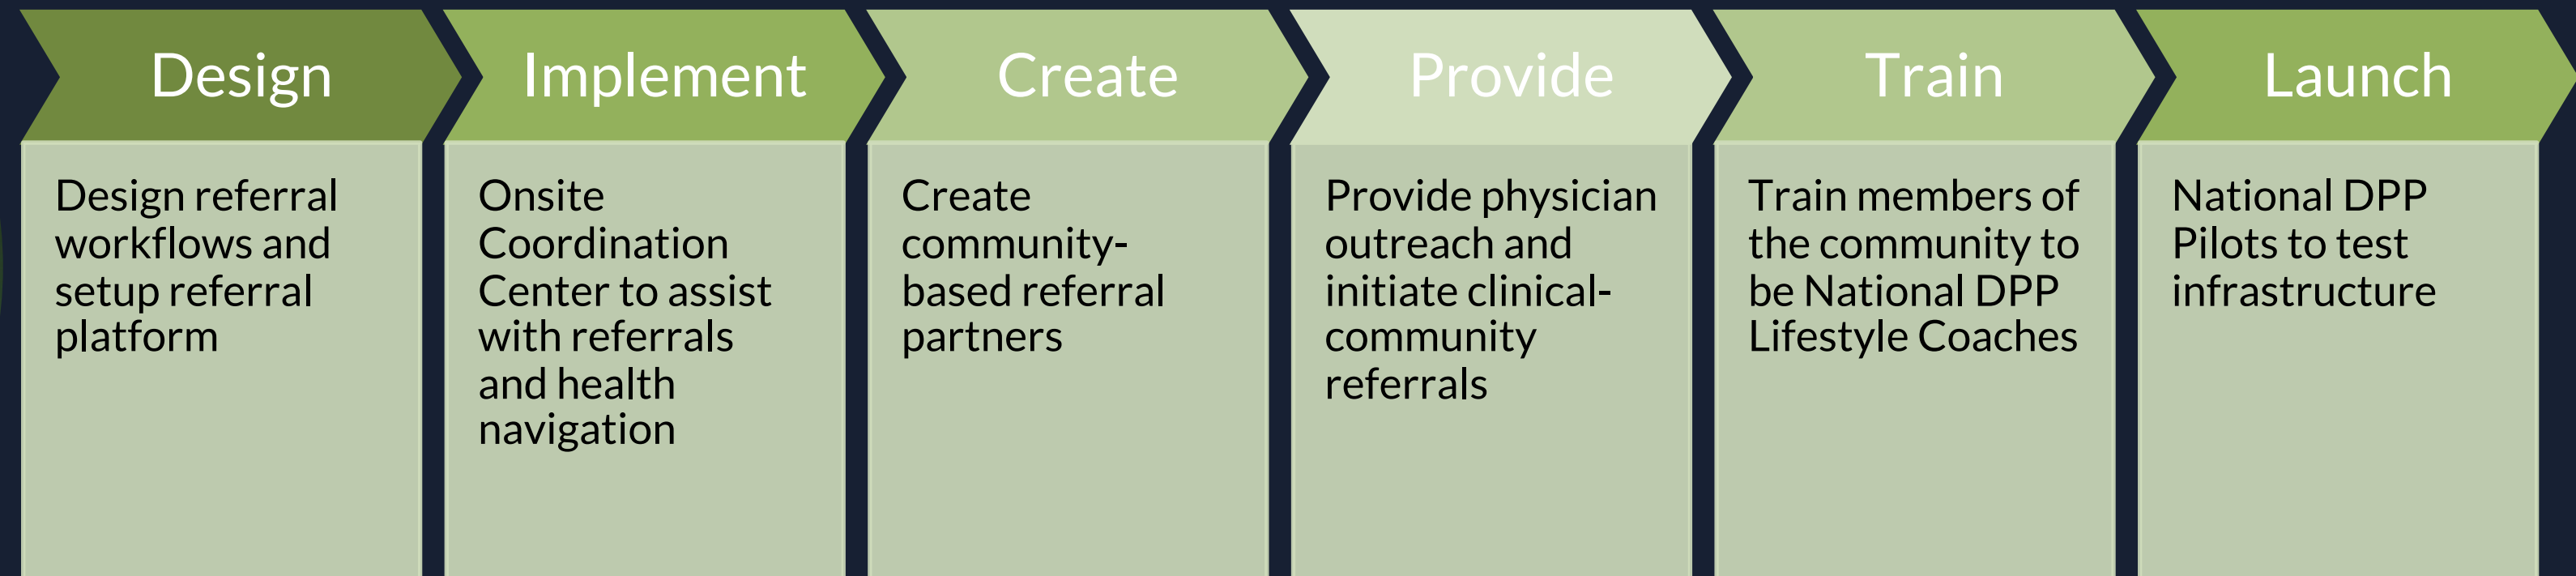 Design
Design referral
workflows and
setup referral
platform
Implement
Onsite
Coordination
Center to assist
with referrals
and health
navigation
Create
Create
community-
based referral
partners
Provide
Provide physician
outreach and
initiate clinical-
community
referrals
Train
Train members of
the community to
be National DPP
Lifestyle Coaches
Launch
National DPP
Pilots to test
infrastructure